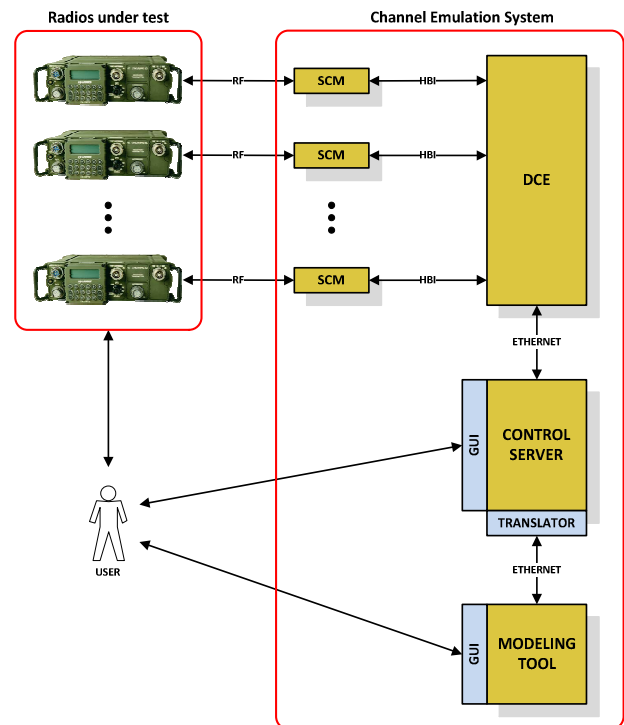 Radios under test
Channel Emulation System
RF
SCM
HBI
RF
SCM
HBI
DCE
RF
SCM
HBI
ETHERNET
GUI
CONTROL
SERVER
TRANSLATOR
USER
ETHERNET
GUI
MODELING
TOOL